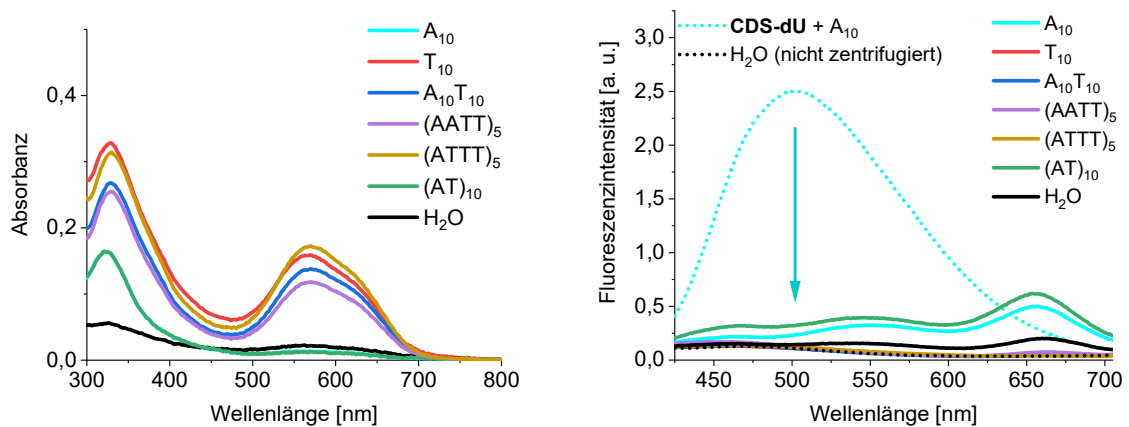 Absorbanz
0,4
0,2
0,0
300 400 500 600 700 800
Wellenlänge [nm]
A₁₀
T₁₀
A₁₀T₁₀
(AATT)₅
(ATTT)₅
(AT)₁₀
H₂O
Fluoreszenzintensität [a. u.]
3,0
2,5
2,0
1,5
1,0
0,5
0,0
450 500 550 600 650 700
Wellenlänge [nm]
CDS-dU + A₁₀
H₂O (nicht zentrifugiert)
A₁₀
T₁₀
A₁₀T₁₀
(AATT)₅
(ATTT)₅
(AT)₁₀
H₂O